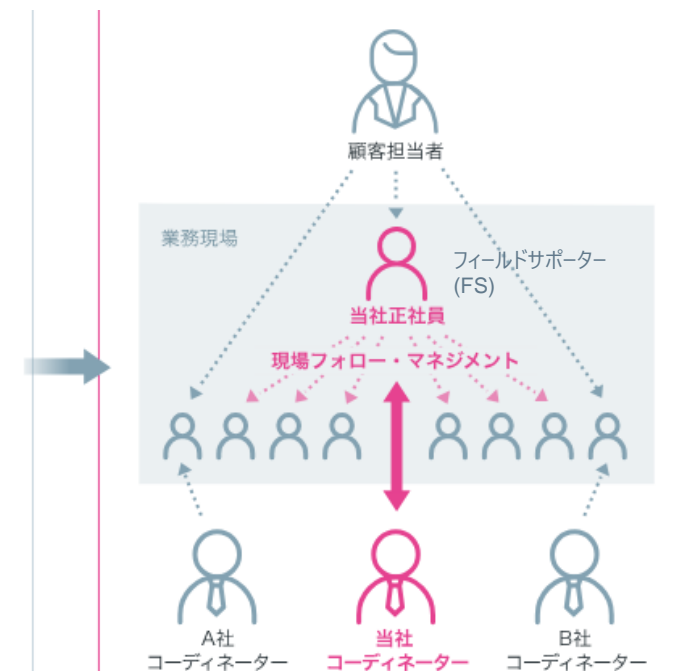 顧客担当者
業務現場
フィールドサポーター
(FS)
当社正社員
現場フォロー・マネジメント
A社
コーディネーター
当社
コーディネーター
B社
コーディネーター